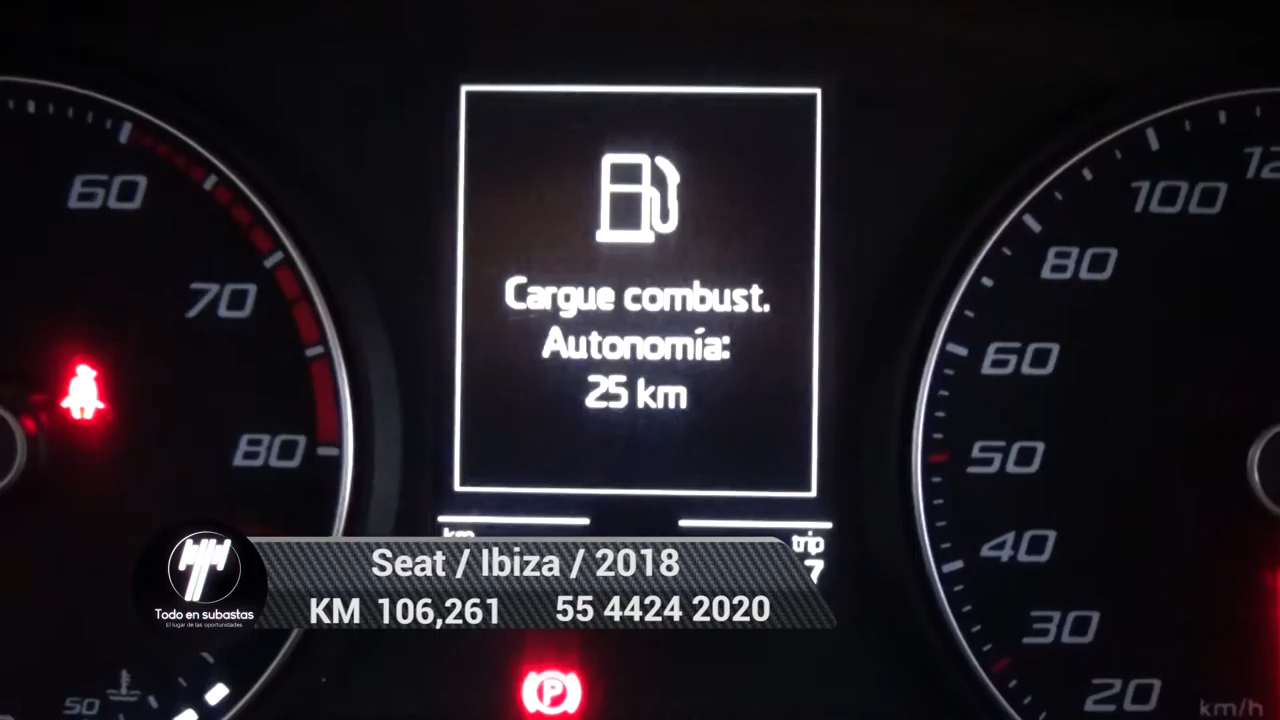 60
70
80
50
Cargue combust.
Autonomía:
25 km
km
trip
7
P
12
100
80
60
50
40
30
20
km/h
Todo en subastas
El lugar de las oportunidades
Seat / Ibiza / 2018
KM 106,261
55 4424 2020